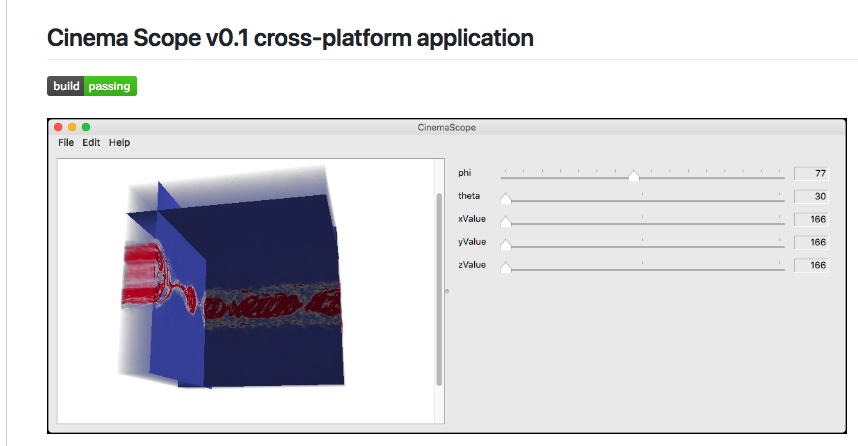 Cinema Scope v0.1 cross-platform application
build passing
CinemaScope
File Edit Help
phi 77
theta 30
xValue 166
yValue 166
zValue 166